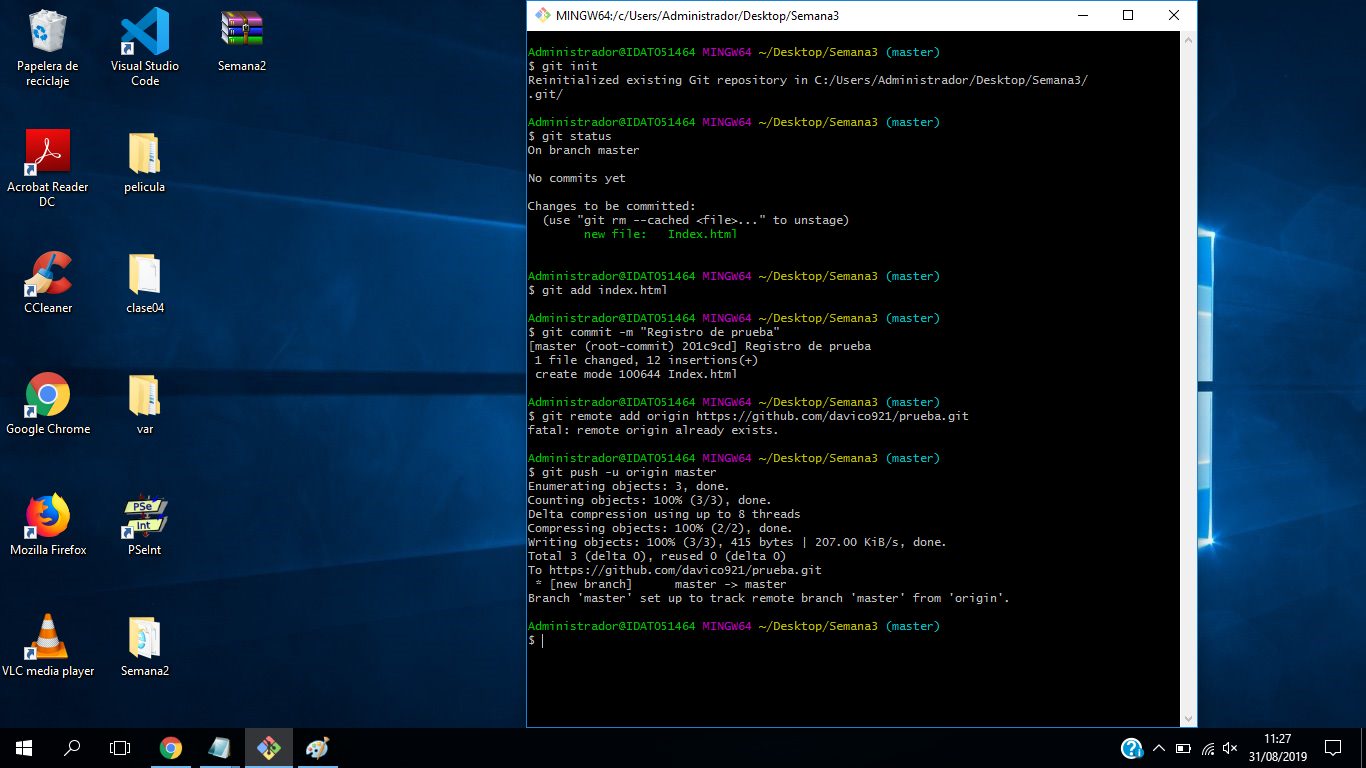 Papelera de
reciclaje
Visual Studio
Code
Semana2
Acrobat Reader
DC
pelicula
CCleaner
clase04
Google Chrome
var
Mozilla Firefox
PSe
Int
PSeInt
VLC media player
Semana2
MINGW64:/c/Users/Administrador/Desktop/Semana3
Administrador@IDAT051464 MINGW64 ~/Desktop/Semana3 (master)
$ git init
Reinitialized existing Git repository in C:/Users/Administrador/Desktop/Semana3/
.git/
Administrador@IDAT051464 MINGW64 ~/Desktop/Semana3 (master)
$ git status
On branch master
No commits yet
Changes to be committed:
(use "git rm --cached <file>..." to unstage)
new file:   Index.html
Administrador@IDAT051464 MINGW64 ~/Desktop/Semana3 (master)
$ git add index.html
Administrador@IDAT051464 MINGW64 ~/Desktop/Semana3 (master)
$ git commit -m "Registro de prueba"
[master (root-commit) 201c9cd] Registro de prueba
1 file changed, 12 insertions(+)
create mode 100644 Index.html
Administrador@IDAT051464 MINGW64 ~/Desktop/Semana3 (master)
$ git remote add origin https://github.com/davico921/prueba.git
fatal: remote origin already exists.
Administrador@IDAT051464 MINGW64 ~/Desktop/Semana3 (master)
$ git push -u origin master
Enumerating objects: 3, done.
Counting objects: 100% (3/3), done.
Delta compression using up to 8 threads
Compressing objects: 100% (2/2), done.
Writing objects: 100% (3/3), 415 bytes | 207.00 KiB/s, done.
Total 3 (delta 0), reused 0 (delta 0)
To https://github.com/davico921/prueba.git
* [new branch]      master -> master
Branch 'master' set up to track remote branch 'master' from 'origin'.
Administrador@IDAT051464 MINGW64 ~/Desktop/Semana3 (master)
$
11:27
31/08/2019